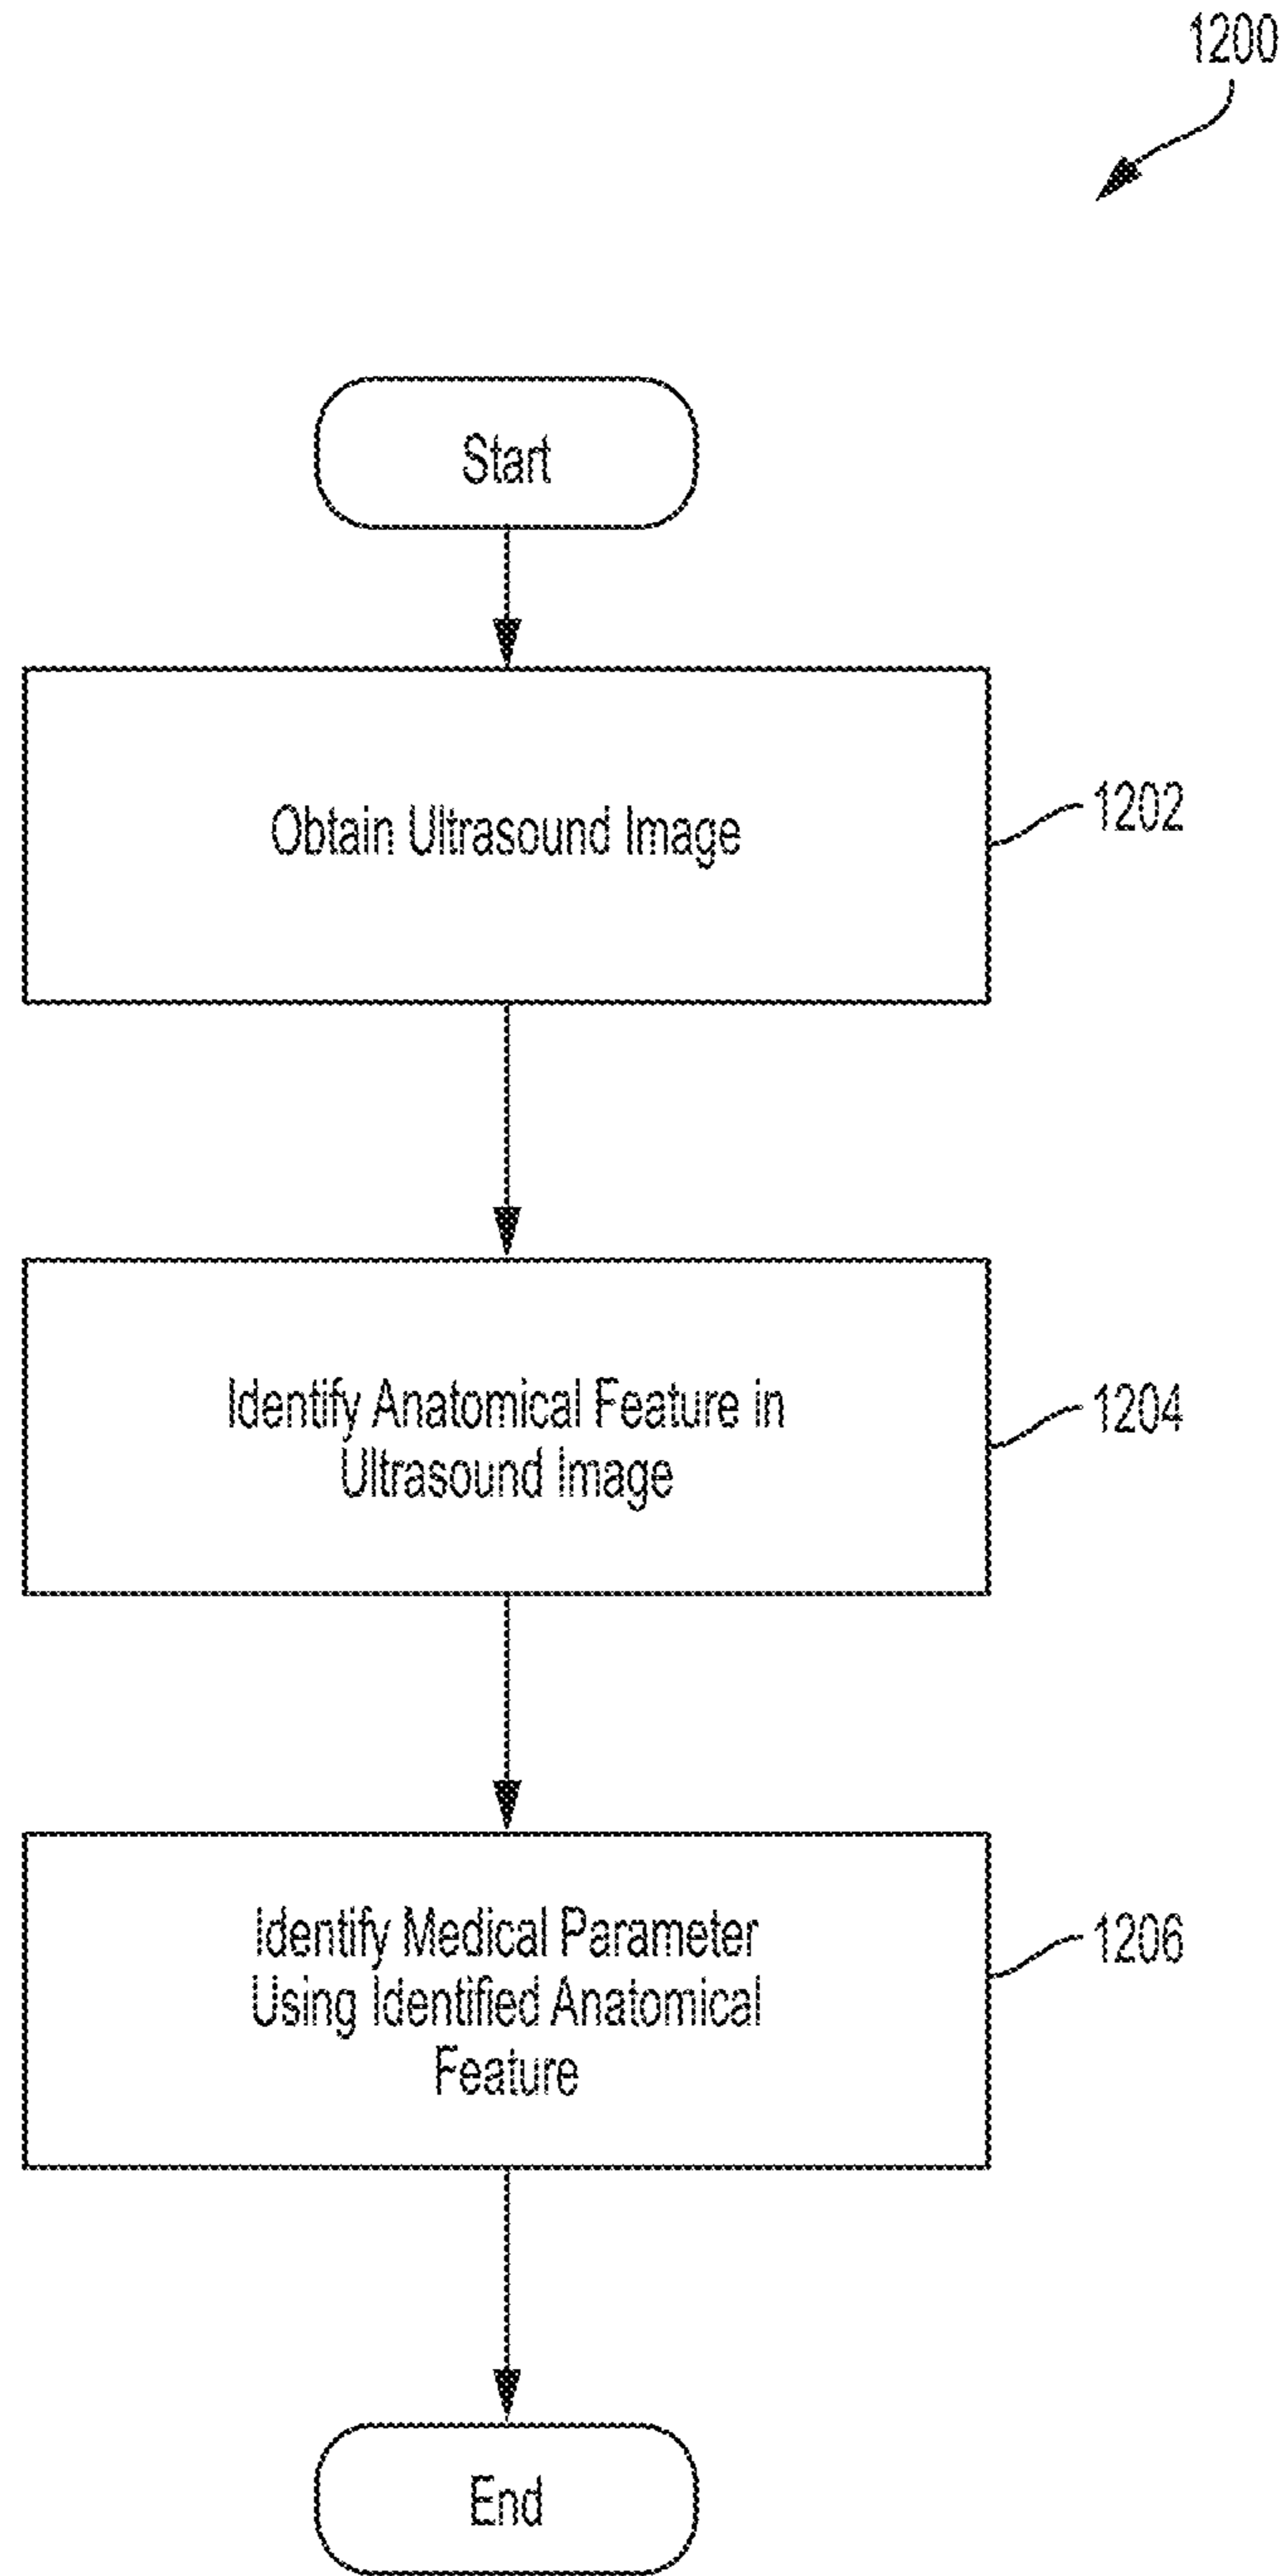 1200
Start
Obtain Ultrasound Image
1202
Identify Anatomical Feature in
Ultrasound Image
1204
Identify Medical Parameter
Using Identified Anatomical
Feature
1206
End